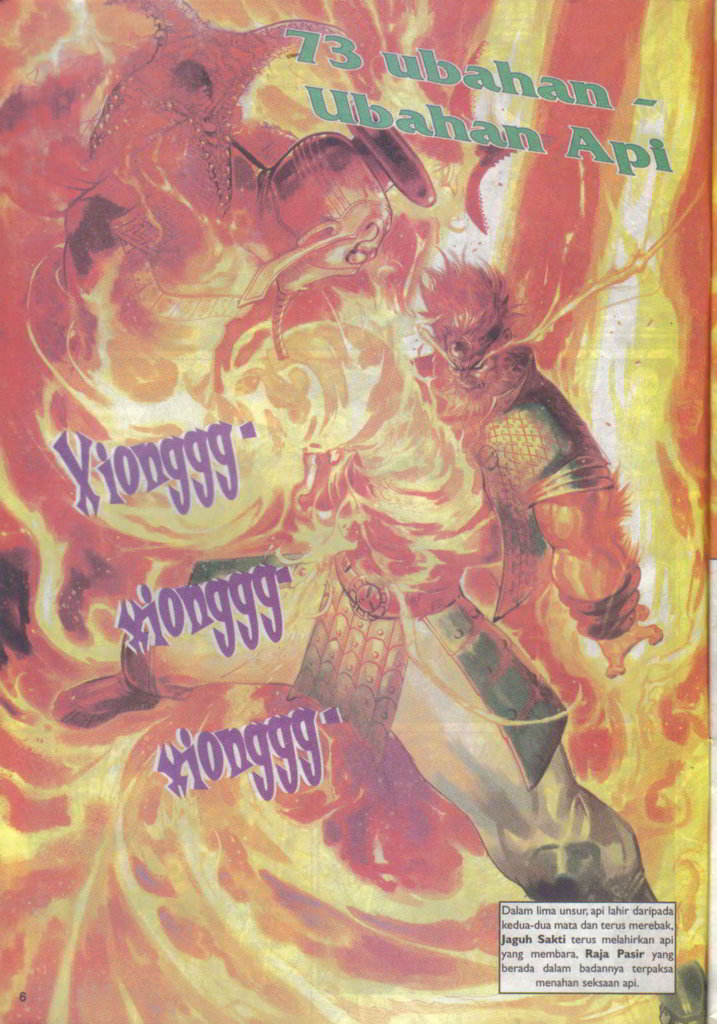 73 ubahan -
Ubahan Api
Xionggg-
xionggg-
xionggg-
Dalam lima unsur, api lahir daripada
kedua-dua mata dan terus merebak,
Jaguh Sakti terus melahirkan api
yang membara, Raja Pasir yang
berada dalam badannya terpaksa
menahan seksaan api.
6